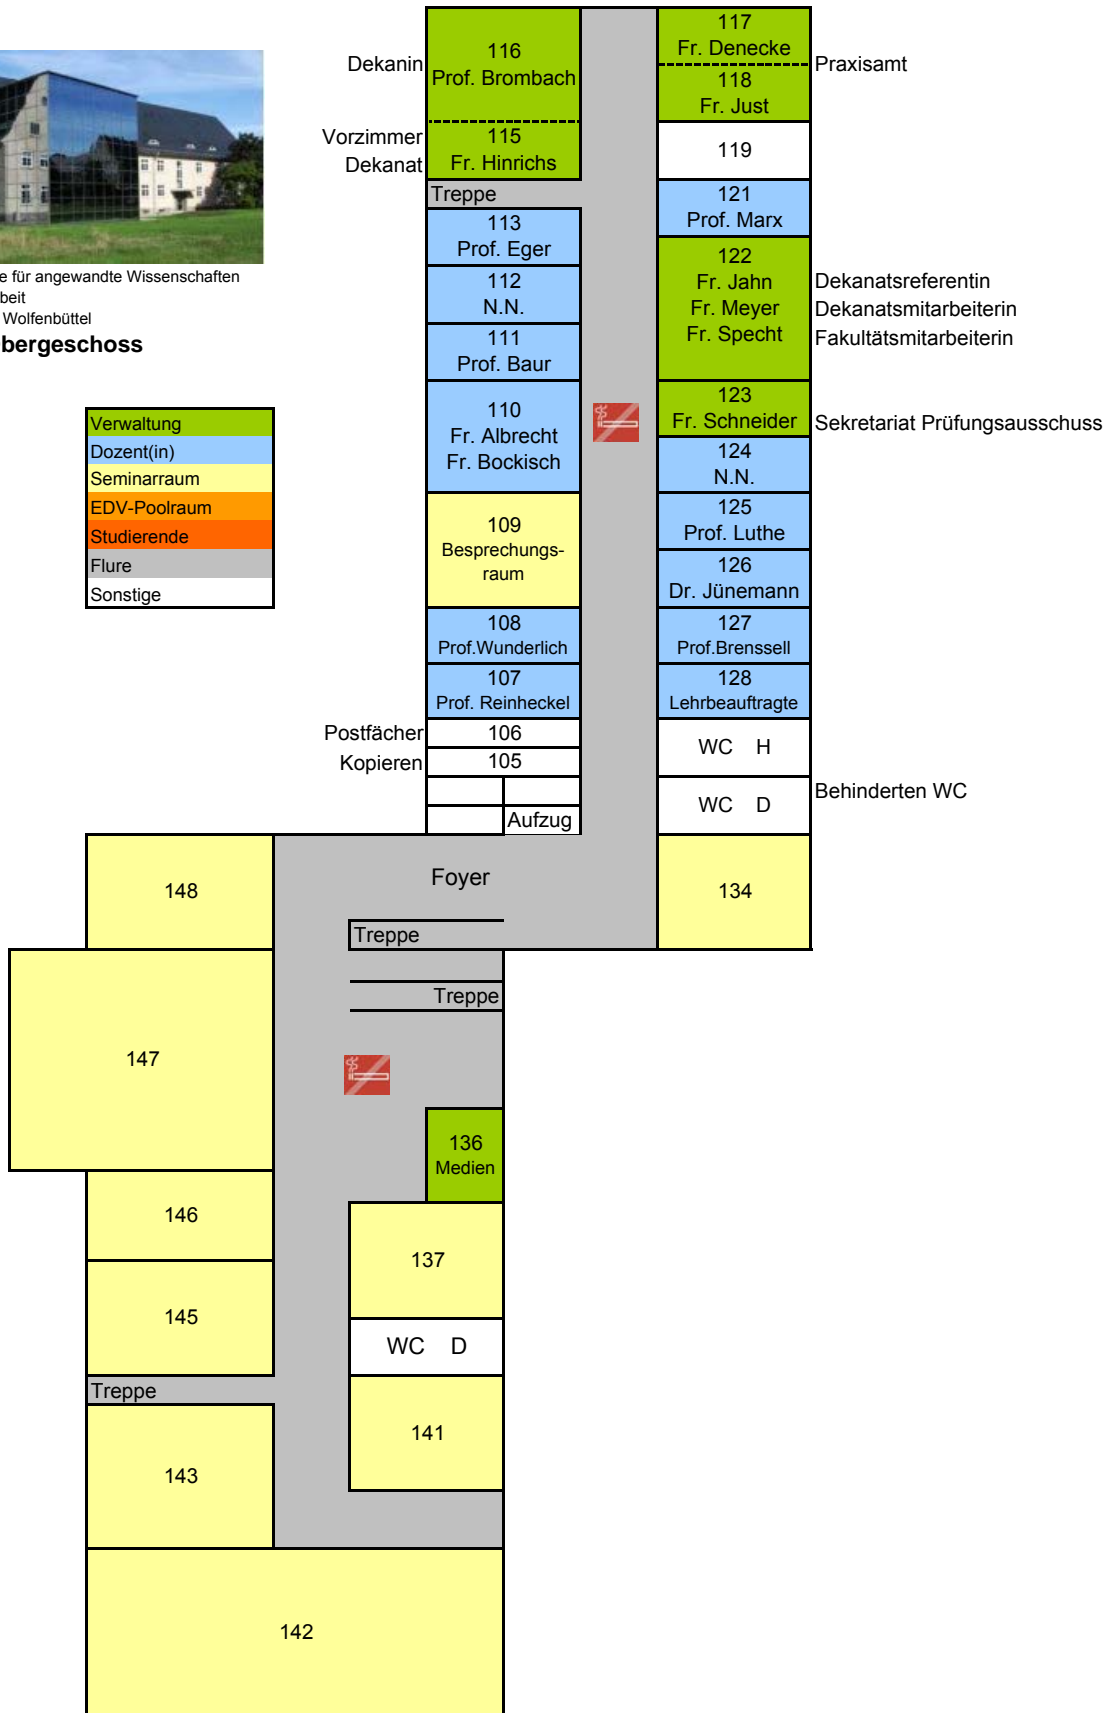 116
Prof. Brombach
Dekanin
115
Fr. Hinrichs
Vorzimmer
Dekanat
Treppe
113
Prof. Eger
112
N.N.
111
Prof. Baur
110
Fr. Albrecht
Fr. Bockisch
109
Besprechungs-
raum
108
Prof.Wunderlich
107
Prof. Reinheckel
Postfächer
106
Kopieren
105
Aufzug
117
Fr. Denecke
118
Fr. Just
Praxisamt
119
121
Prof. Marx
122
Fr. Jahn
Fr. Meyer
Fr. Specht
Dekanatsreferentin
Dekanatsmitarbeiterin
Fakultätsmitarbeiterin
123
Fr. Schneider
Sekretariat Prüfungsausschuss
124
N.N.
125
Prof. Luthe
126
Dr. Jünemann
127
Prof.Brenssell
128
Lehrbeauftragte
WC H
WC D
Behinderten WC
134
e für angewandte Wissenschaften
beit
Wolfenbüttel
bergeschoss
Verwaltung
Dozent(in)
Seminarraum
EDV-Poolraum
Studierende
Flure
Sonstige
Foyer
Treppe
Treppe
148
147
146
145
Treppe
143
142
136
Medien
137
WC D
141